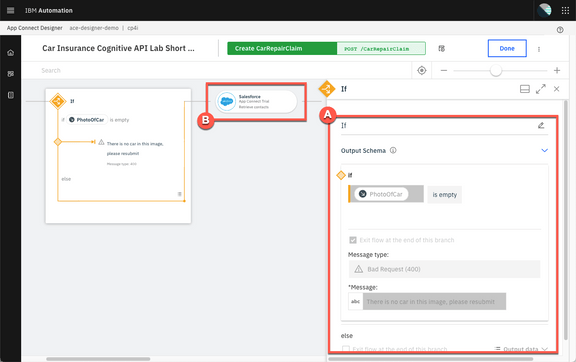 IBM Automation
App Connect Designer
ace-designer-demo
cp4i
Car Insurance Cognitive API Lab Short ...
Create CarRepairClaim
POST /CarRepairClaim
Done
Search
If
if
PhotoOfCar
is empty
There is no car in this image,
please resubmit
Message type: 400
else
Salesforce
App Connect Trial
Retrieve contacts
B
If
A
If
Output Schema
If
PhotoOfCar
is empty
Exit flow at the end of this branch
Message type:
Bad Request (400)
*Message:
abc
There is no car in this image, please resubmit
else
Exit flow at the end of this branch
Output data